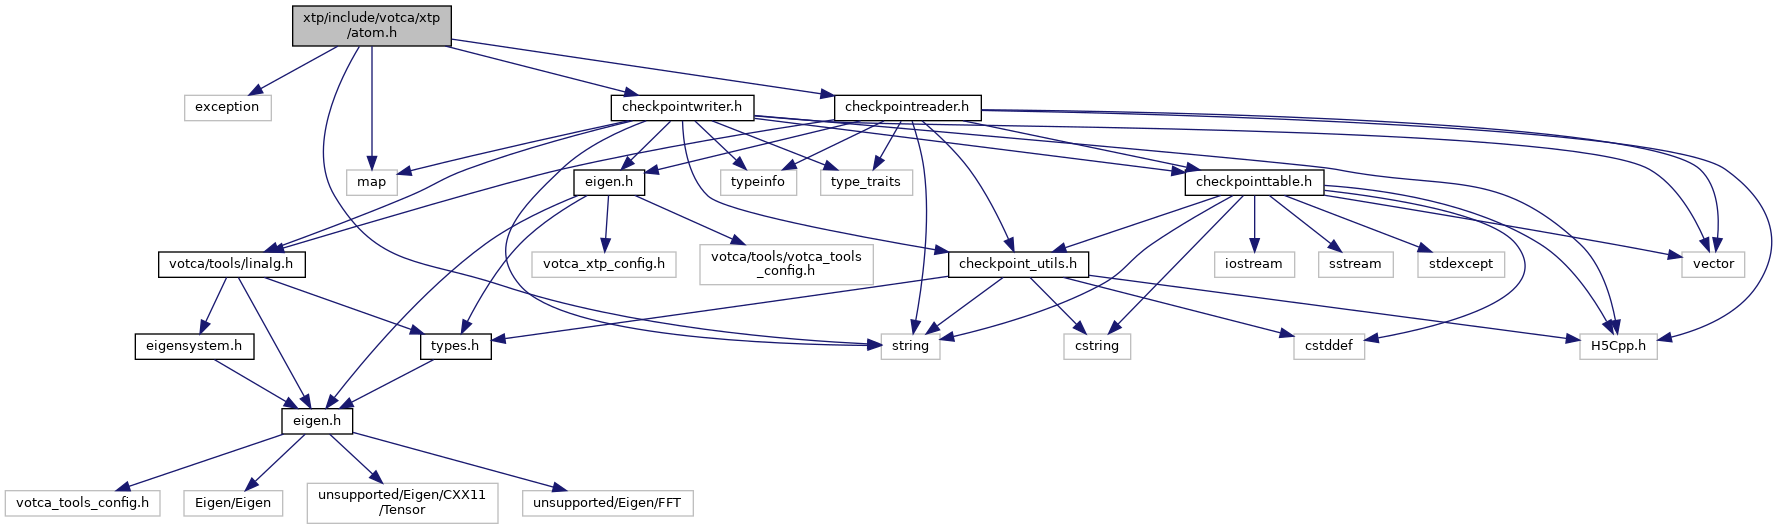 xtp/include/votca/xtp
/atom.h
exception
checkpointwriter.h
checkpointreader.h
map
eigen.h
typeinfo
type_traits
checkpointtable.h
votca/tools/linalg.h
votca_xtp_config.h
votca/tools/votca_tools
_config.h
checkpoint_utils.h
iostream
sstream
stdexcept
vector
eigensystem.h
types.h
string
cstring
cstddef
H5Cpp.h
eigen.h
votca_tools_config.h
Eigen/Eigen
unsupported/Eigen/CXX11
/Tensor
unsupported/Eigen/FFT